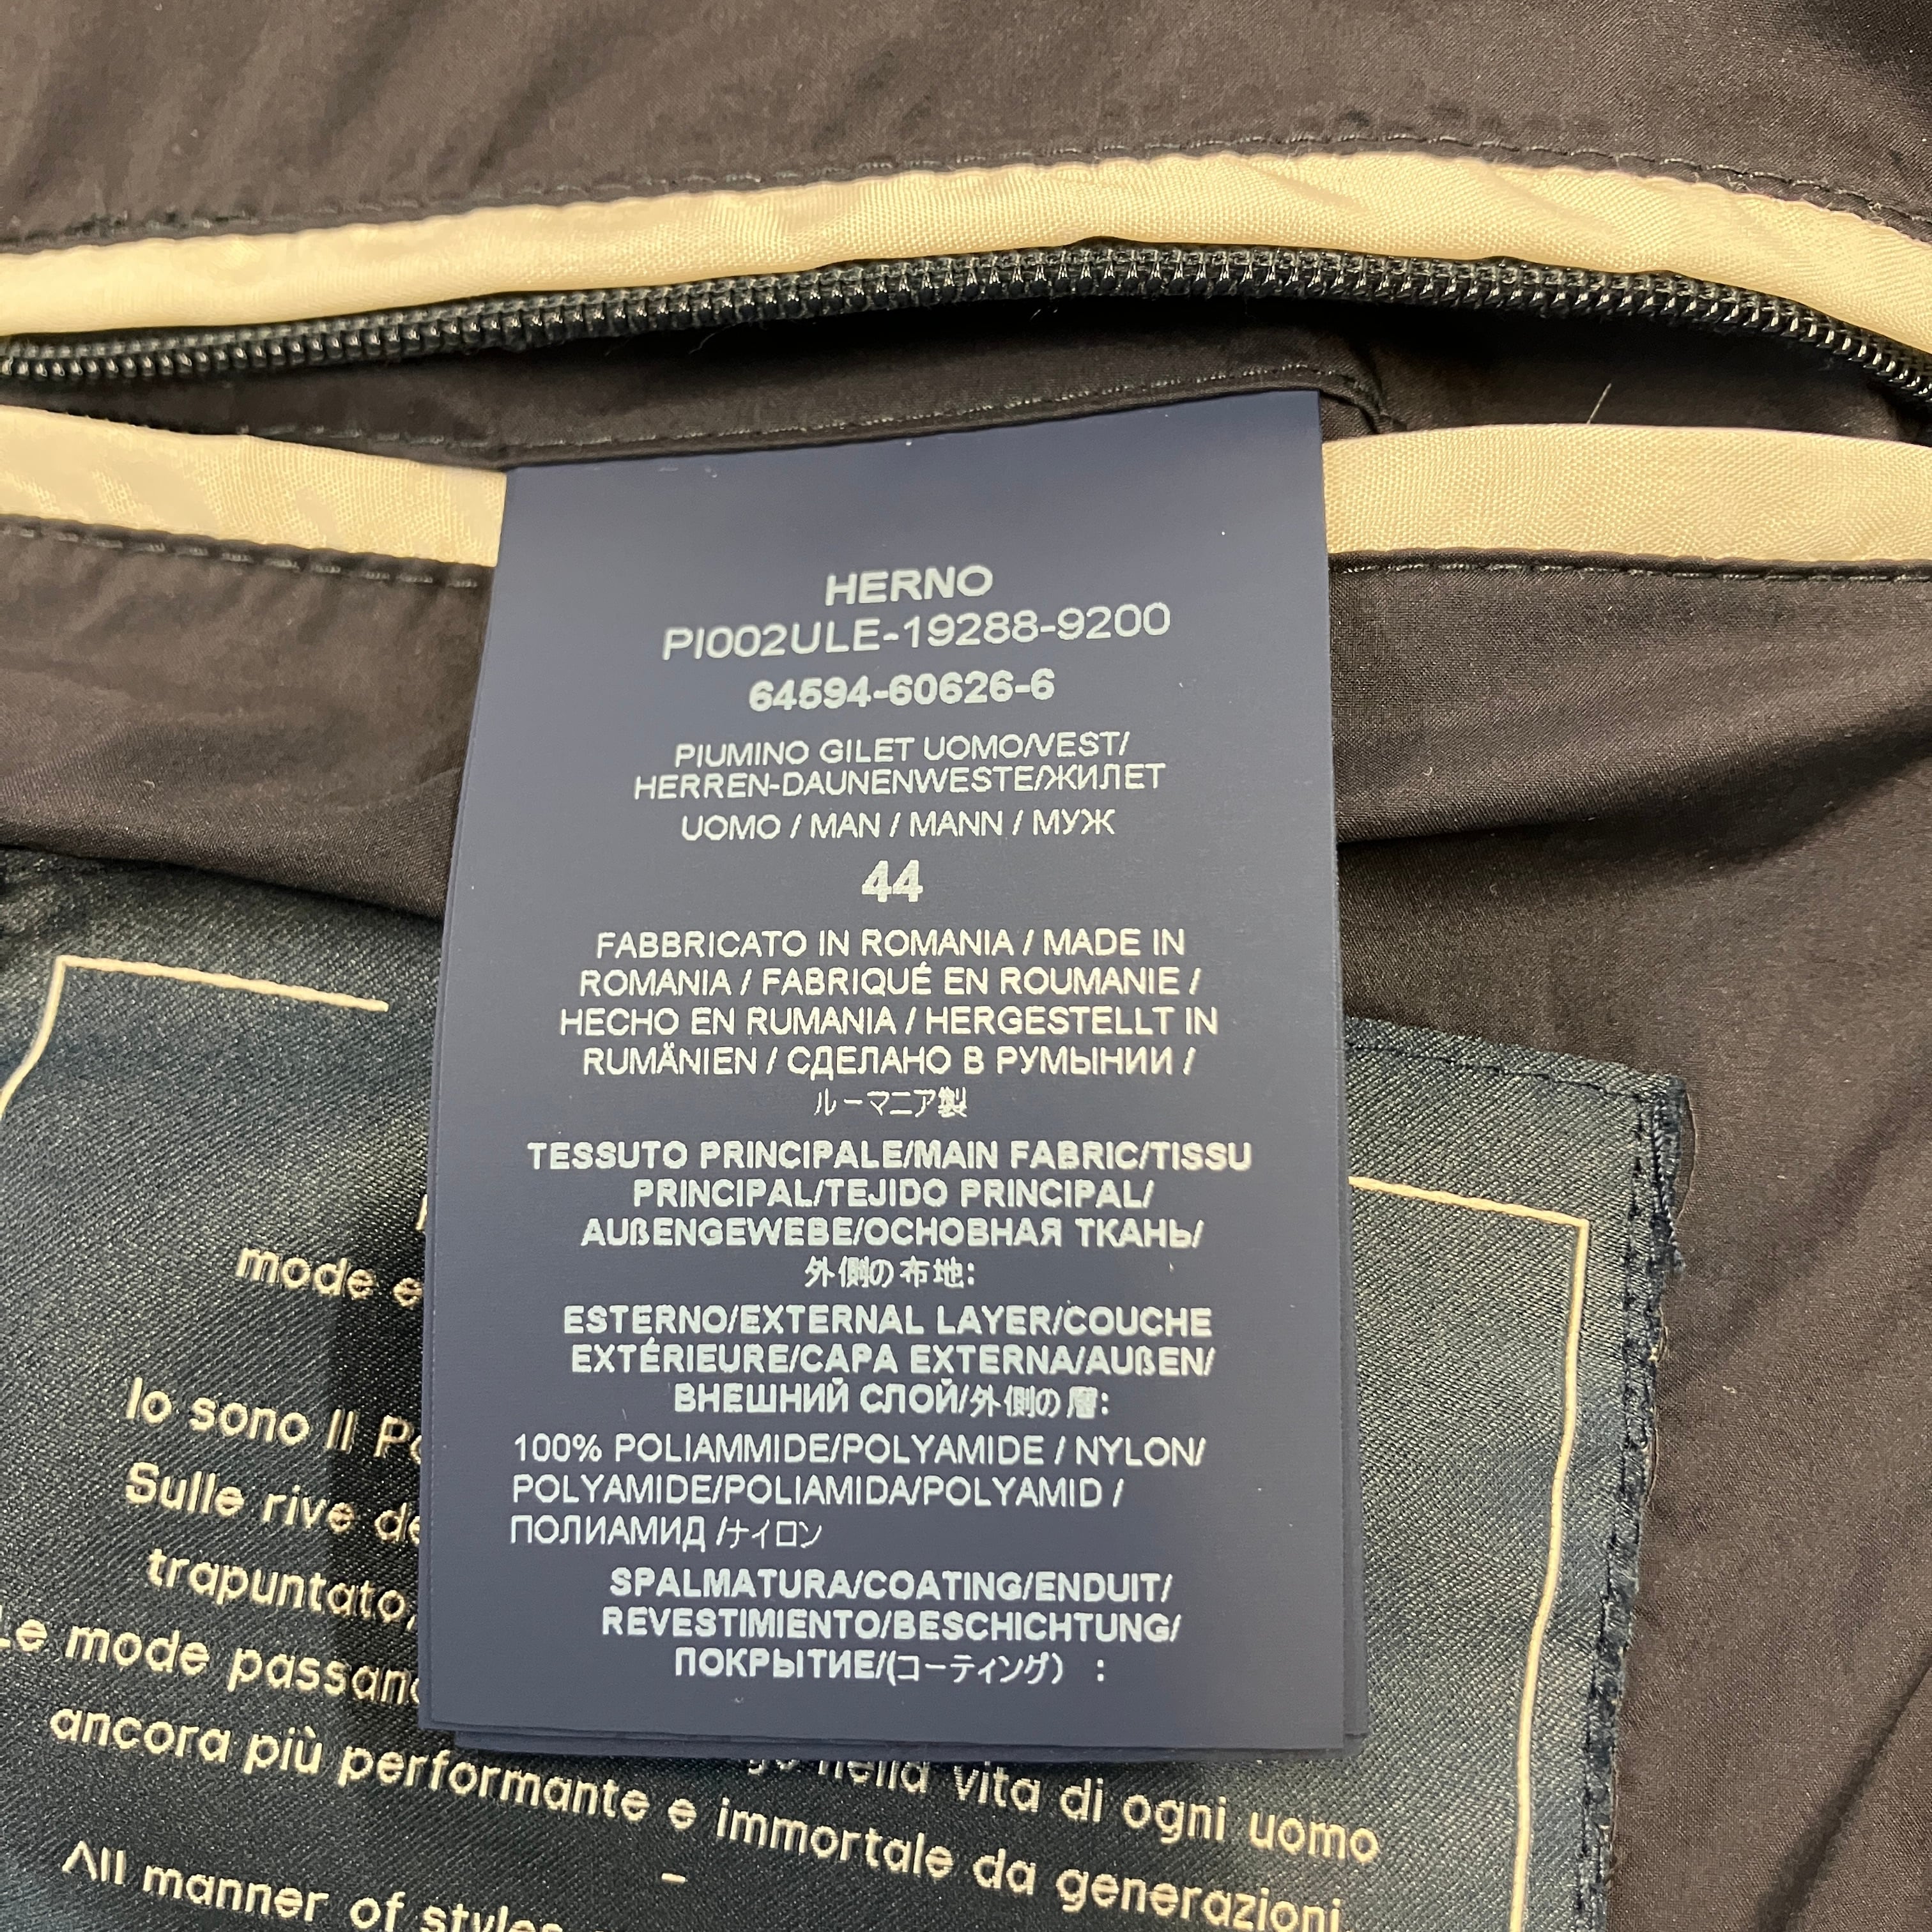 HERNO
PI002ULE-19288-9200
64594-60626-6
PIUMINO GILET UOMO/VEST/
HERREN-DAUNENWESTE/ЖИЛЕТ
UOMO / MAN / MANN / МУЖ
44
FABBRICATO IN ROMANIA / MADE IN
ROMANIA / FABRIQUÉ EN ROUMANIE /
HECHO EN RUMANIA / HERGESTELLT IN
RUMÄNIEN / СДЕЛАНО В РУМЫНИИ /
ルーマニア製
TESSUTO PRINCIPALE/MAIN FABRIC/TISSU
PRINCIPAL/TEJIDO PRINCIPAL/
AUßENGEWEBE/ОСНОВНАЯ ТКАНЬ/
外側の布地:
ESTERNO/EXTERNAL LAYER/COUCHE
EXTÉRIEURE/CAPA EXTERNA/AUßEN/
ВНЕШНИЙ СЛОЙ/外側の層:
100% POLIAMMIDE/POLYAMIDE / NYLON/
POLYAMIDE/POLIAMIDA/POLYAMID /
ПОЛИАМИД /ナイロン
SPALMATURA/COATING/ENDUIT/
REVESTIMIENTO/BESCHICHTUNG/
ПОКРЫТИЕ/(コーティング) :
mode e
Io sono Il
Sulle rive
trapuntato,
Le mode
nella vita di ogni uomo
ancora più performante e immortale da generazioni.
–
All manner of styles